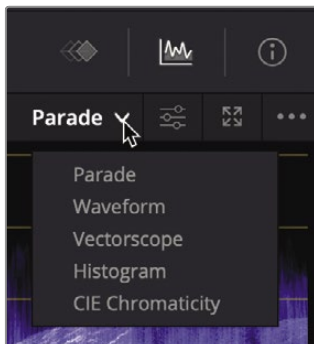 Parade
Parade
Waveform
Vectorscope
Histogram
CIE Chromaticity